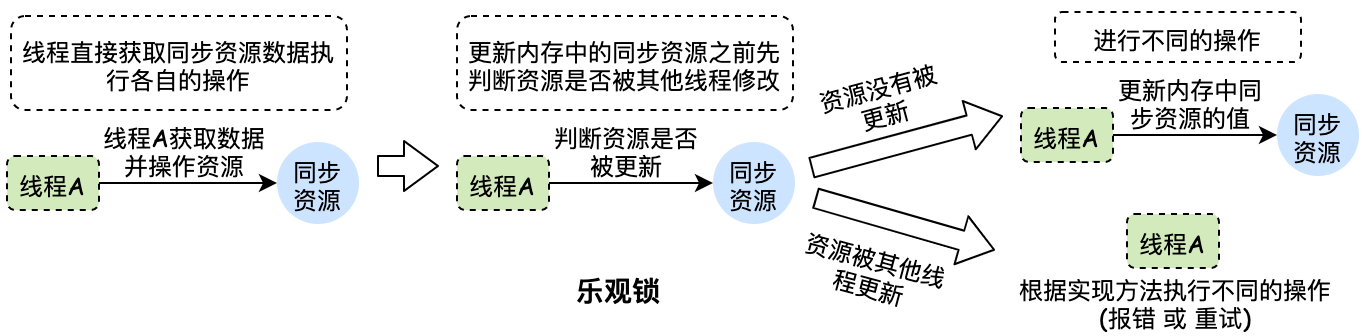 线程直接获取同步资源数据执
行各自的操作
线程A获取数据
并操作资源
线程A
同步
资源
更新内存中的同步资源之前先
判断资源是否被其他线程修改
判断资源是否
被更新
线程A
同步
资源
资源没有被
更新
资源被其他线
程更新
进行不同的操作
更新内存中同
步资源的值
线程A
同步
资源
线程A
根据实现方法执行不同的操作
(报错 或 重试)
乐观锁